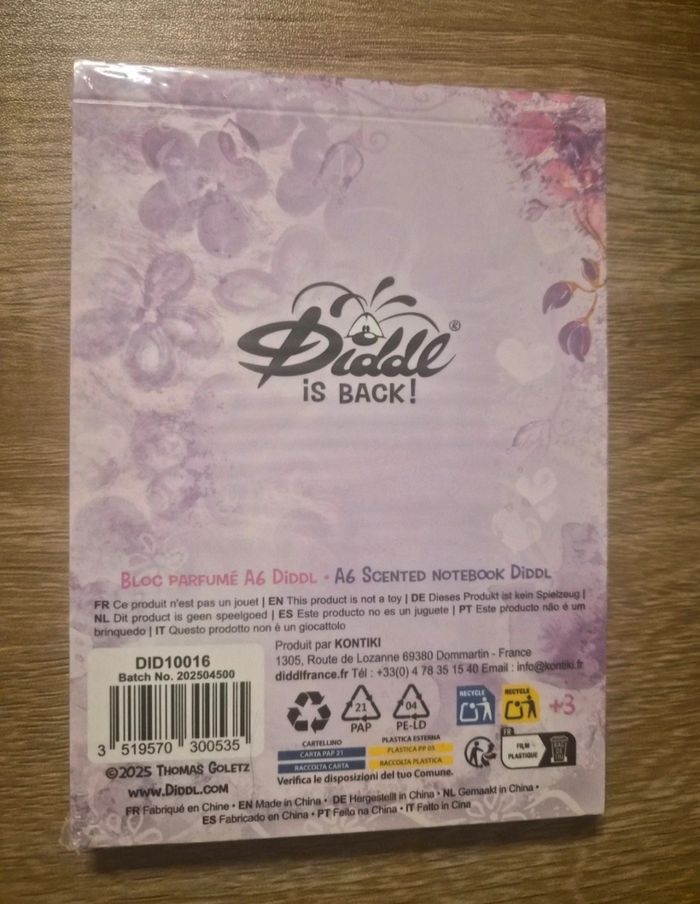 Diddl®
is BACK!
BLOC PARFUMÉ A6 DIDDL • A6 SCENTED NOTEBOOK DIDDL
FR Ce produit n'est pas un jouet | EN This product is not a toy | DE Dieses Produkt ist kein Spielzeug |
NL Dit product is geen speelgoed | ES Este producto no es un juguete | PT Este producto não é um
brinquedo | IT Questo prodotto non è un giocattolo
Produit par KONTIKI
1305, Route de Lozanne 69380 Dommartin - France
diddlfrance.fr Tél : +33(0) 4 78 35 15 40 Email : info@kontiki.fr
DID10016
Batch No. 202504500
3 519570 300535
©2025 THOMAS GOLETZ
www.DIDDL.COM
21
PAP
04
PE-LD
RECYCLE
RECYCLE
+3
CARTELLINO
CARTA PAP 21
RACCOLTA CARTA
PLASTICA ESTERNA
PLASTICA PP 05
RACCOLTA PLASTICA
Verifica le disposizioni del tuo Comune.
FR
FILM
PLASTIQUE
BAC
DE TRI
FR Fabriqué en Chine • EN Made in China • DE Hergestellt in China • NL Gemaakt in China •
ES Fabricado en China • PT Feito na China • IT Fatto in Cina